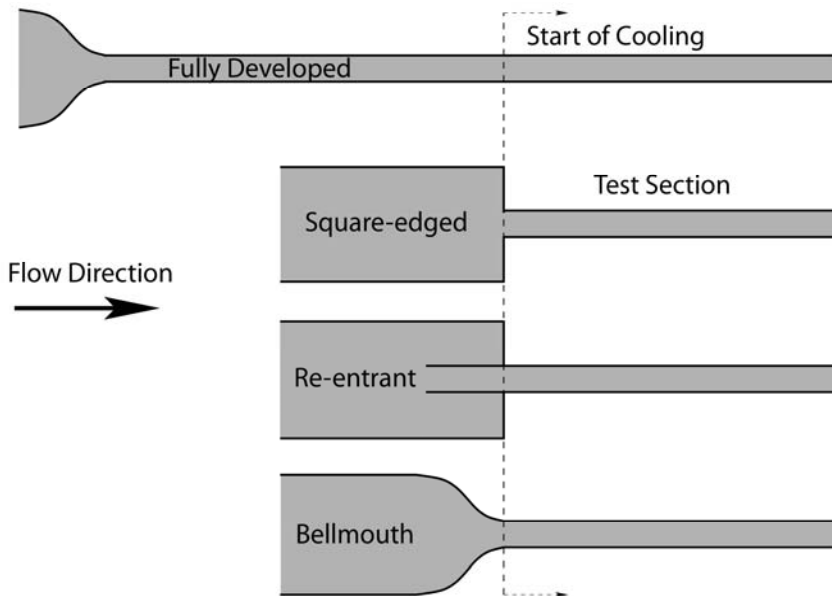 Start of Cooling
Fully Developed
Test Section
Square-edged
Flow Direction
Re-entrant
Bellmouth